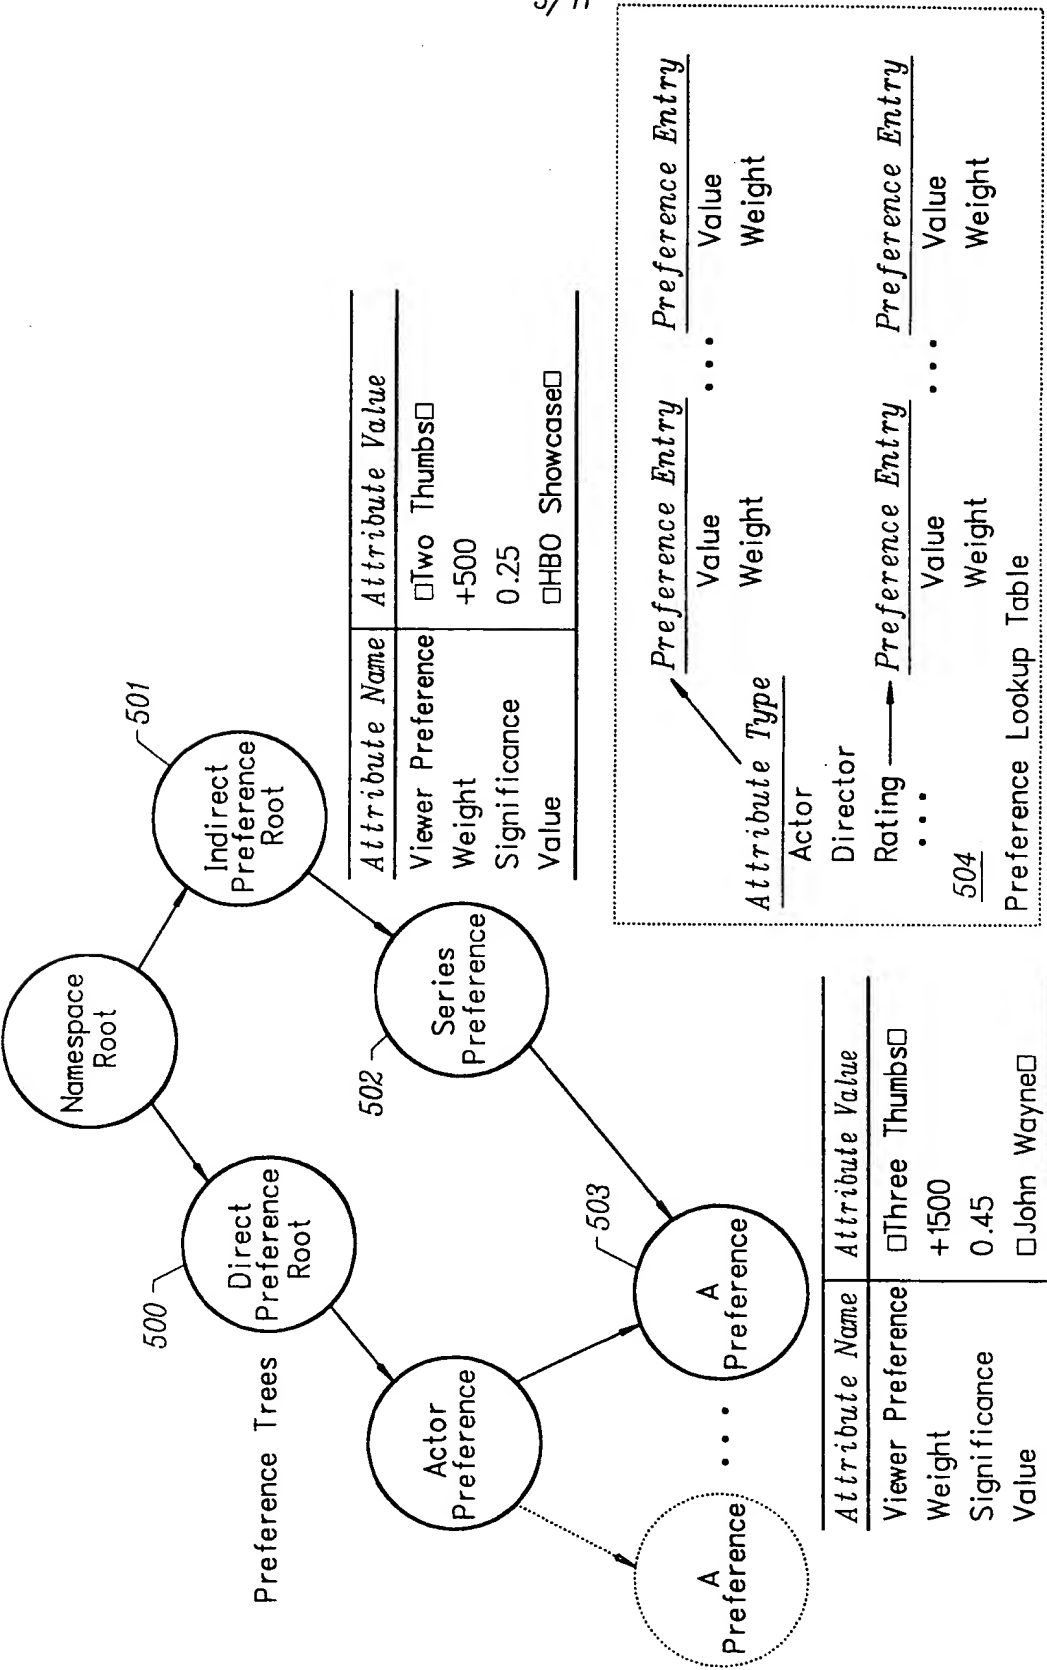 5/11
Preference Trees
Namespace
Root
500
Direct
Preference
Root
Indirect
Preference
Root
501
Actor
Preference
502
Series
Preference
A
Preference
• • •
A
Preference
503
Attribute Name Attribute Value
Viewer Preference □Two Thumbs□
Weight +500
Significance 0.25
Value □HBO Showcase□
Attribute Name Attribute Value
Viewer Preference □Three Thumbs□
Weight +1500
Significance 0.45
Value □John Wayne□
Attribute Type
Actor
Director
Rating
• • •
Preference Entry
Value
Weight
• • •
Preference Entry
Value
Weight
Preference Entry
Value
Weight
• • •
Preference Entry
Value
Weight
504
Preference Lookup Table